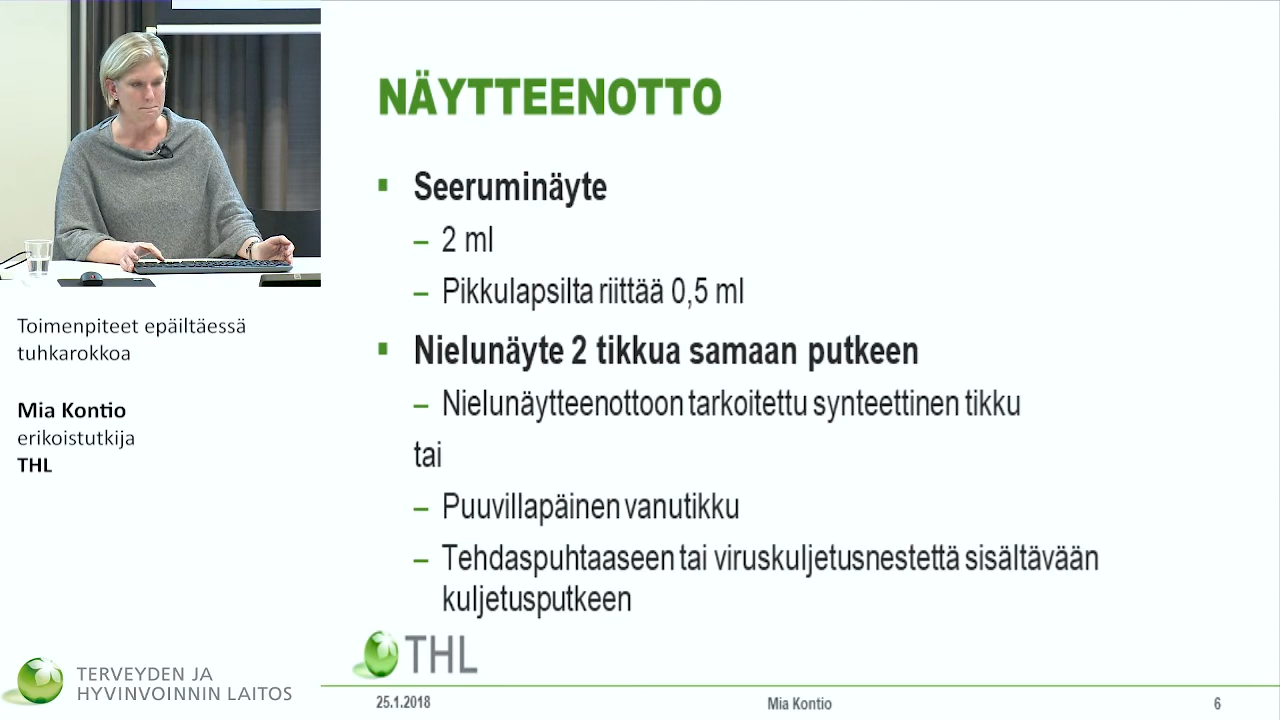 NÄYTTEENOTTO
Seeruminäyte
– 2 ml
– Pikkulapsilta riittää 0,5 ml
Nielunäyte 2 tikkua samaan putkeen
– Nielunäytteenottoon tarkoitettu synteettinen tikku
tai
– Puuvillapäinen vanutikku
– Tehdaspuhtaaseen tai viruskuljetusnestettä sisältävään
kuljetusputkeen
THL
25.1.2018
Mia Kontio
6
Toimenpiteet epäiltäessä
tuhkarokkoa
Mia Kontio
erikoistutkija
THL
TERVEYDEN JA
HYVINVOINNIN LAITOS